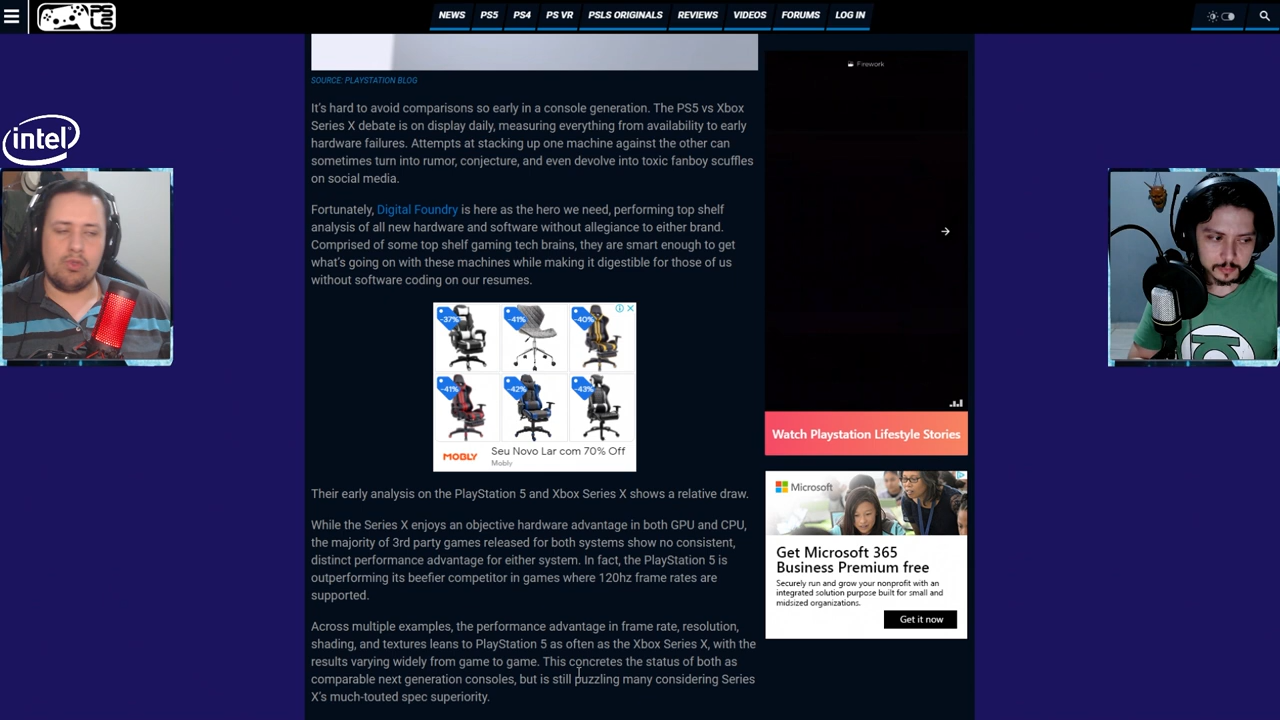 PSLS
NEWS
PS5
PS4
PS VR
PSLS ORIGINALS
REVIEWS
VIDEOS
FORUMS
LOG IN
intel
SOURCE: PLAYSTATION BLOG
It's hard to avoid comparisons so early in a console generation. The PS5 vs Xbox
Series X debate is on display daily, measuring everything from availability to early
hardware failures. Attempts at stacking up one machine against the other can
sometimes turn into rumor, conjecture, and even devolve into toxic fanboy scuffles
on social media.
Fortunately, Digital Foundry is here as the hero we need, performing top shelf
analysis of all new hardware and software without allegiance to either brand.
Comprised of some top shelf gaming tech brains, they are smart enough to get
what's going on with these machines while making it digestible for those of us
without software coding on our resumes.
-37%
-41%
-40%
-41%
-42%
-43%
MOBLY
Seu Novo Lar com 70% Off
Mobly
Their early analysis on the PlayStation 5 and Xbox Series X shows a relative draw.
While the Series X enjoys an objective hardware advantage in both GPU and CPU,
the majority of 3rd party games released for both systems show no consistent,
distinct performance advantage for either system. In fact, the PlayStation 5 is
outperforming its beefier competitor in games where 120hz frame rates are
supported.
Across multiple examples, the performance advantage in frame rate, resolution,
shading, and textures leans to PlayStation 5 as often as the Xbox Series X, with the
results varying widely from game to game. This concretes the status of both as
comparable next generation consoles, but is still puzzling many considering Series
X's much-touted spec superiority.
Firework
Watch Playstation Lifestyle Stories
Microsoft
Get Microsoft 365
Business Premium free
Securely run and grow your nonprofit with an
integrated solution purpose built for small and
midsized organizations.
Get it now